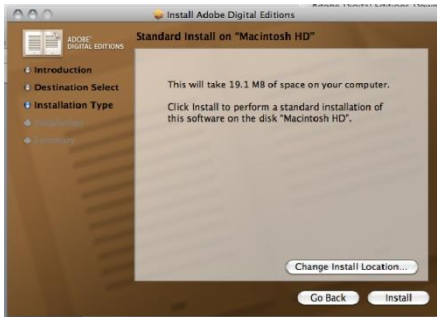 Install Adobe Digital Editions
ADOBE®
DIGITAL EDITIONS
Standard Install on "Macintosh HD"
Introduction
Destination Select
Installation Type
Installation
Summary
This will take 19.1 MB of space on your computer.
Click Install to perform a standard installation of
this software on the disk "Macintosh HD".
Change Install Location...
Go Back
Install